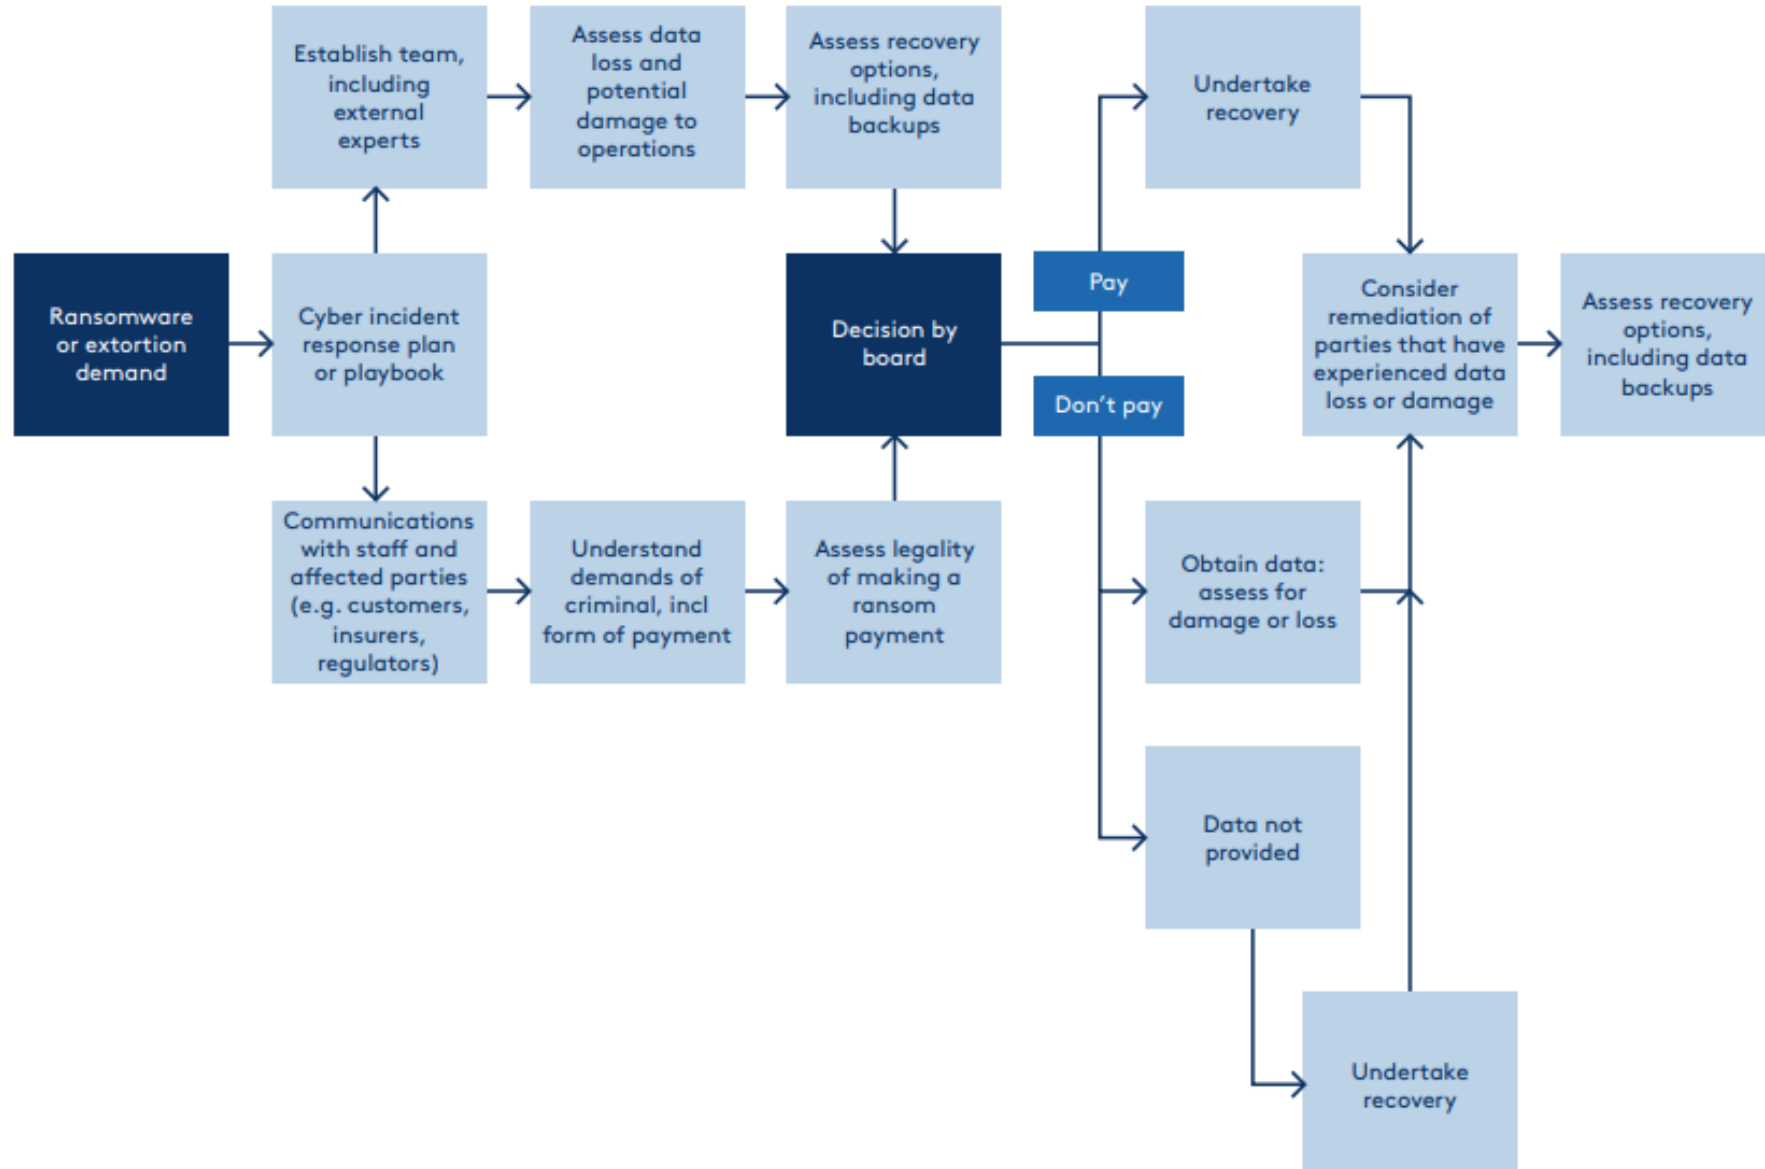 Establish team,
including
external
experts
Assess data
loss and
potential
damage to
operations
Assess recovery
options,
including data
backups
Undertake
recovery
Ransomware
or extortion
demand
Cyber incident
response plan
or playbook
Decision by
board
Pay
Don't pay
Consider
remediation of
parties that have
experienced data
loss or damage
Assess recovery
options,
including data
backups
Communications
with staff and
affected parties
(e.g. customers,
insurers,
regulators)
Understand
demands of
criminal, incl
form of payment
Assess legality
of making a
ransom
payment
Obtain data:
assess for
damage or loss
Data not
provided
Undertake
recovery